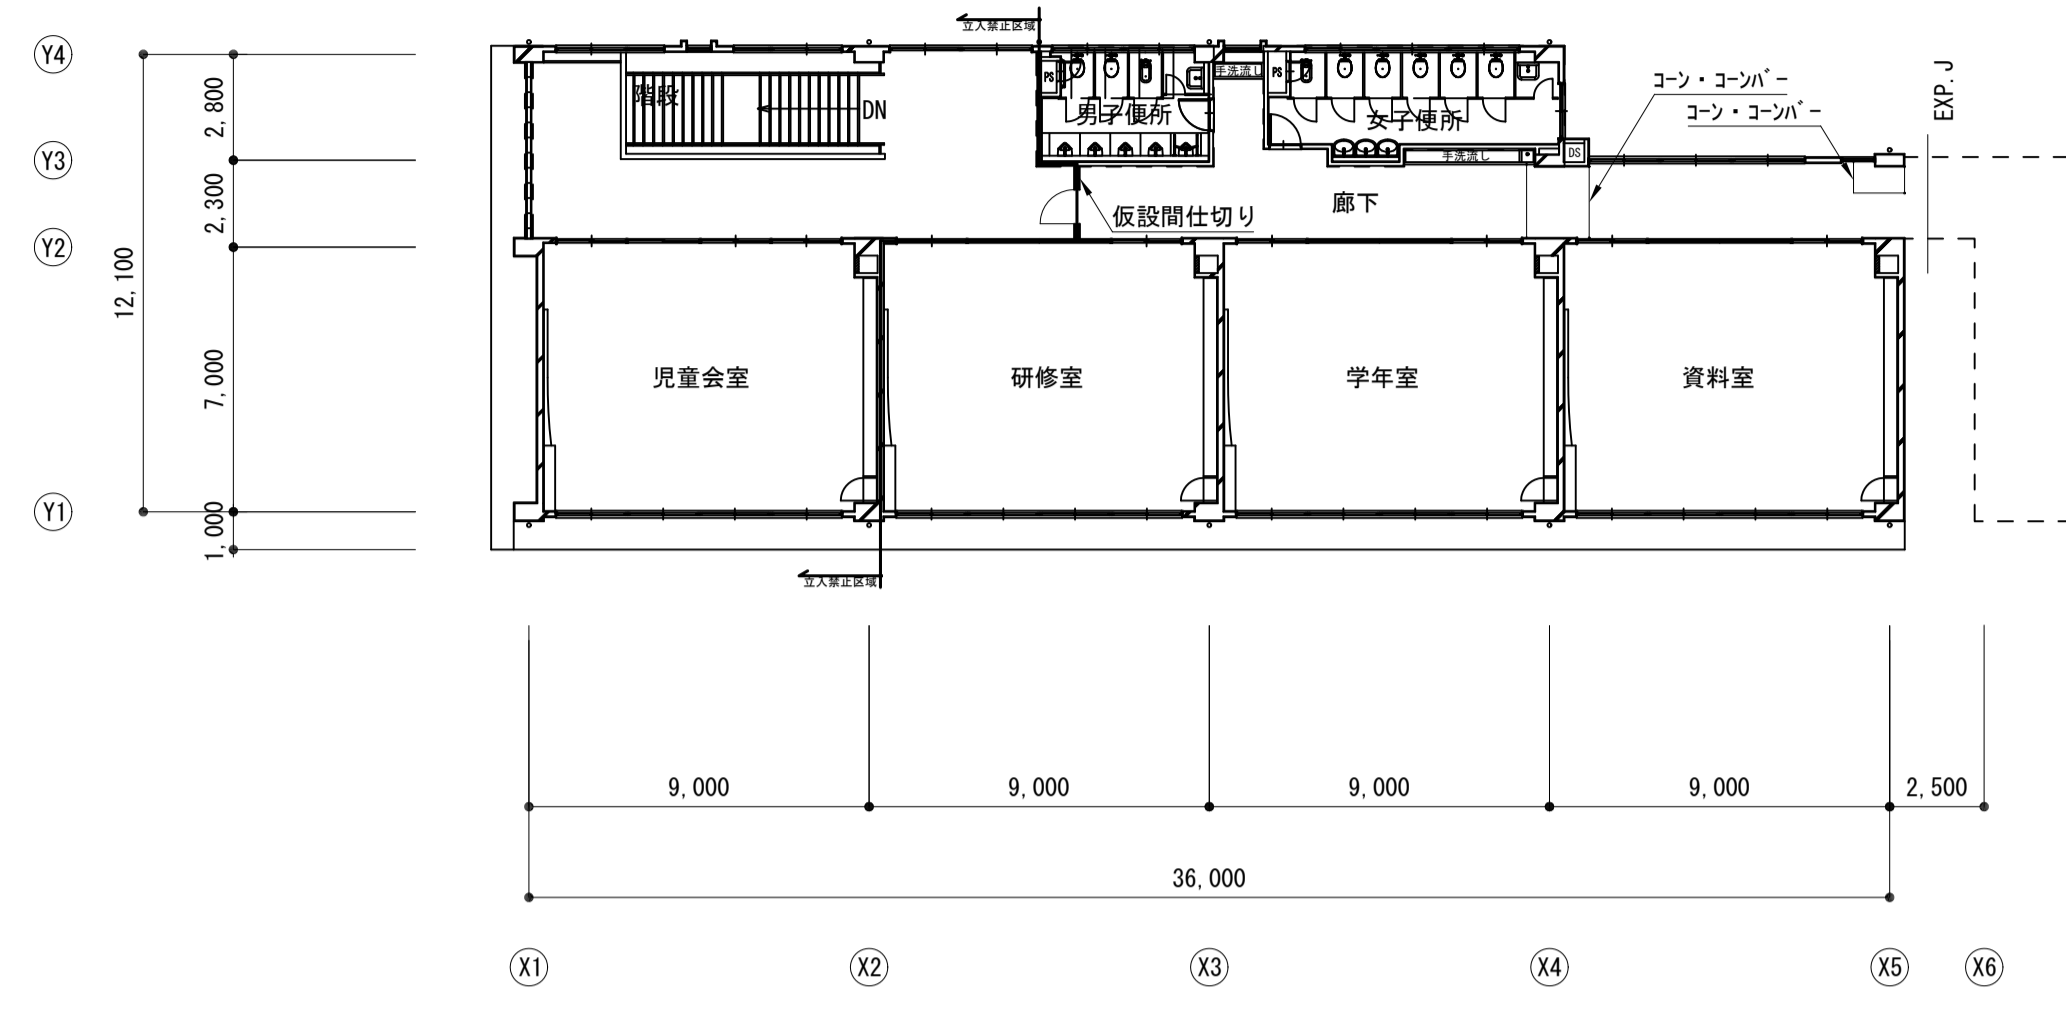 立入禁止区域
Y4
2,800
階段
DN
PS
男子便所
手洗流し
PS
女子便所
手洗流し
DS
コーン・コーンバー
コーン・コーンバー
EXP.J
Y3
2,300
仮設間仕切り
廊下
Y2
12,100
7,000
児童会室
研修室
学年室
資料室
Y1
1,000
立入禁止区域
9,000
9,000
9,000
9,000
2,500
36,000
X1
X2
X3
X4
X5
X6